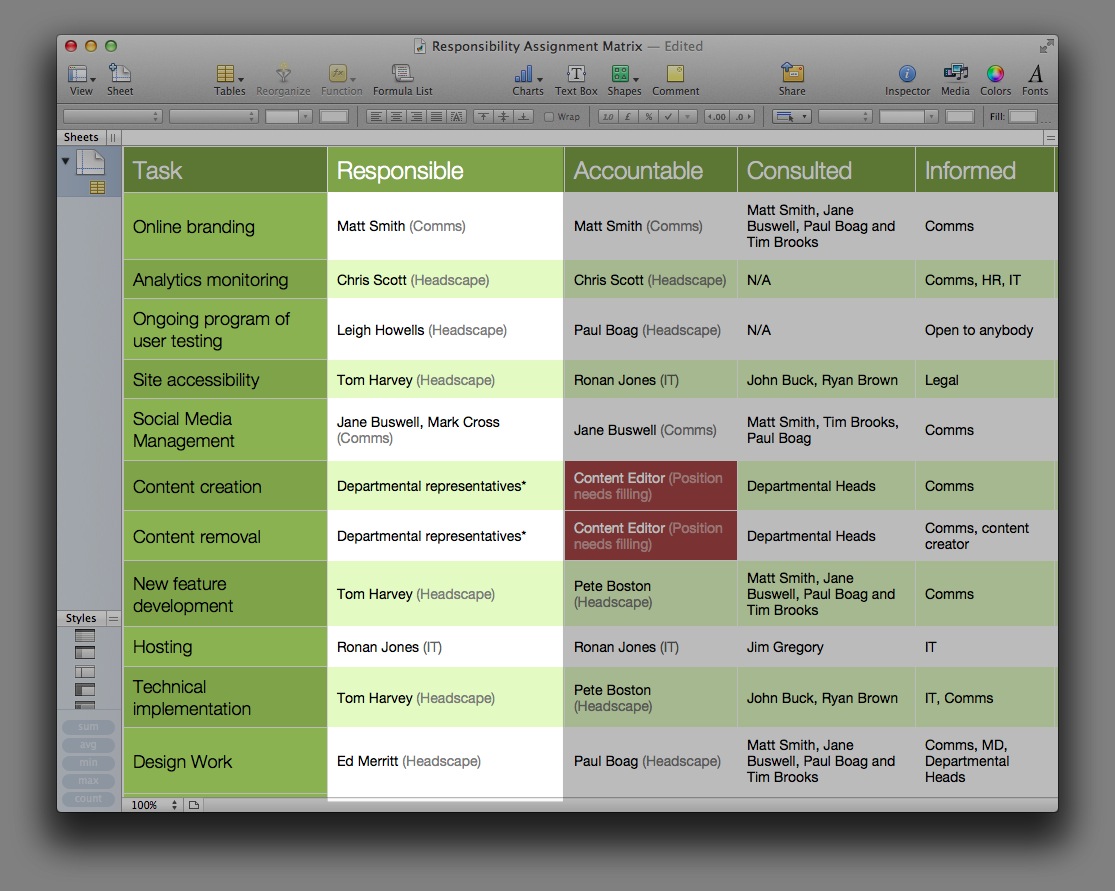 Responsibility Assignment Matrix — Edited
View Sheet Tables Reorganize Function Formula List Charts Text Box Shapes Comment Share Inspector Media Colors Fonts
Wrap 1.0 £ % .00 .0 Fill:
Sheets
Task Responsible Accountable Consulted Informed
Online branding
Matt Smith (Comms)
Matt Smith (Comms)
Matt Smith, Jane
Buswell, Paul Boag and
Tim Brooks
Comms
Analytics monitoring
Chris Scott (Headscape)
Chris Scott (Headscape)
N/A
Comms, HR, IT
Ongoing program of
user testing
Leigh Howells (Headscape)
Paul Boag (Headscape)
N/A
Open to anybody
Site accessibility
Tom Harvey (Headscape)
Ronan Jones (IT)
John Buck, Ryan Brown
Legal
Social Media
Management
Jane Buswell, Mark Cross
(Comms)
Jane Buswell (Comms)
Matt Smith, Tim Brooks,
Paul Boag
Comms
Content creation
Departmental representatives*
Content Editor (Position
needs filling)
Departmental Heads
Comms
Content removal
Departmental representatives*
Content Editor (Position
needs filling)
Departmental Heads
Comms, content
creator
New feature
development
Tom Harvey (Headscape)
Pete Boston
(Headscape)
Matt Smith, Jane
Buswell, Paul Boag and
Tim Brooks
Comms
Hosting
Ronan Jones (IT)
Ronan Jones (IT)
Jim Gregory
IT
Technical
implementation
Tom Harvey (Headscape)
Pete Boston
(Headscape)
John Buck, Ryan Brown
IT, Comms
Design Work
Ed Merritt (Headscape)
Paul Boag (Headscape)
Matt Smith, Jane
Buswell, Paul Boag and
Tim Brooks
Comms, MD,
Departmental
Heads
Styles
sum
avg
min
max
count
100%